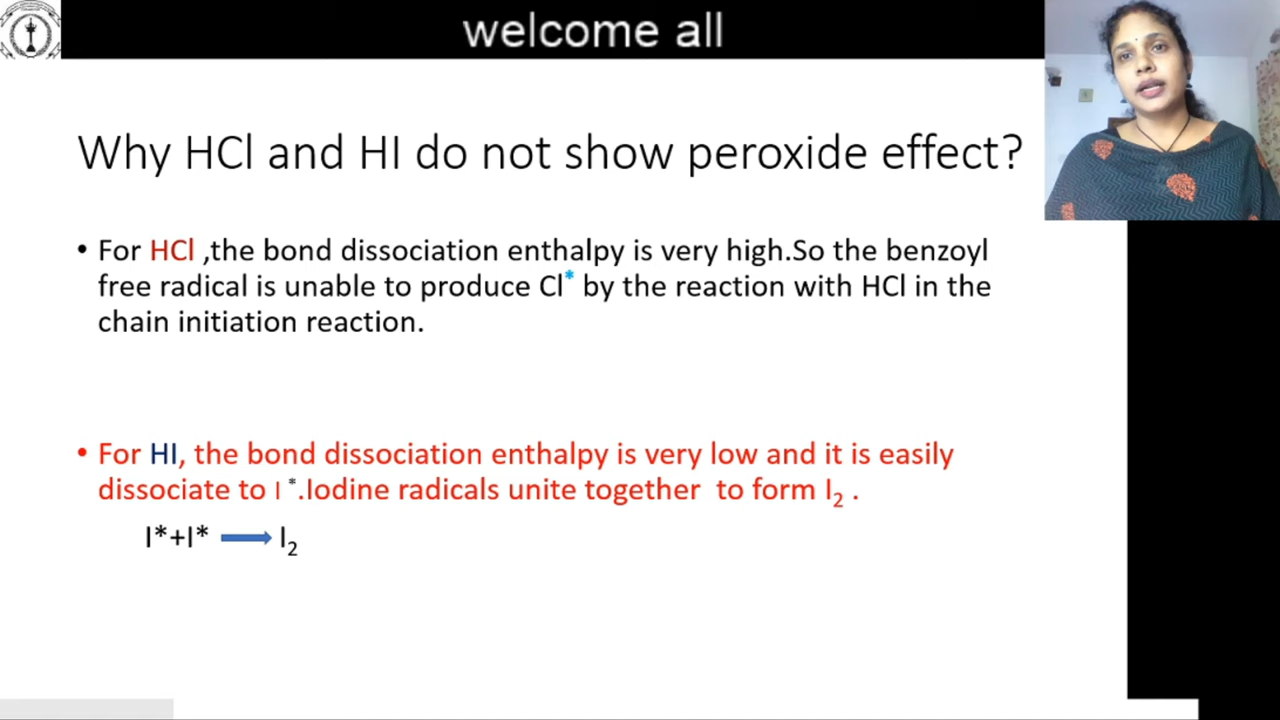 welcome all
Why HCl and HI do not show peroxide effect?
• For HCl ,the bond dissociation enthalpy is very high.So the benzoyl
free radical is unable to produce Cl* by the reaction with HCl in the
chain initiation reaction.
• For HI, the bond dissociation enthalpy is very low and it is easily
dissociate to I *.Iodine radicals unite together to form I₂ .
I*+I* ⟶ I₂